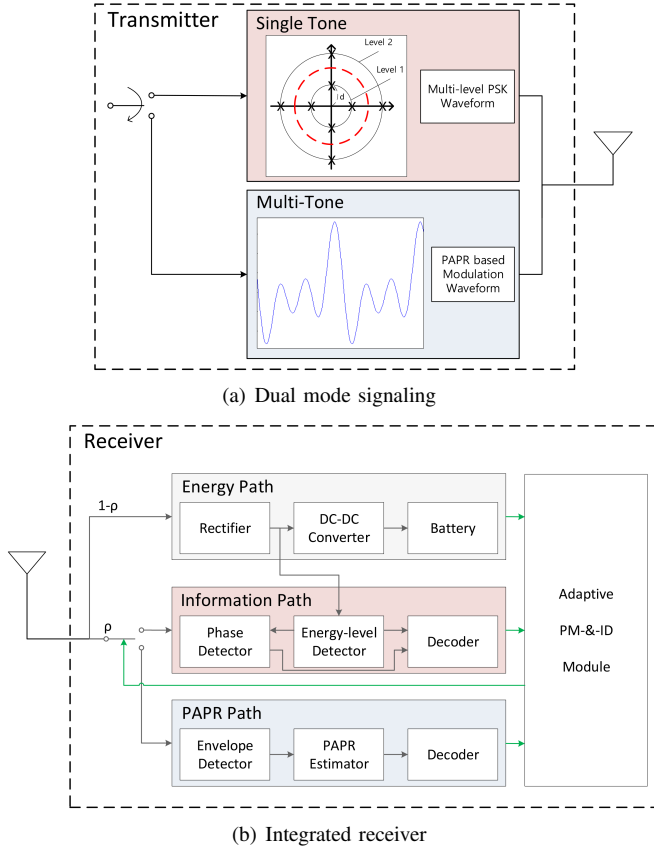 Transmitter
Single Tone
Level 2
Level 1
d
Multi-level PSK
Waveform
Multi-Tone
PAPR based
Modulation
Waveform
(a) Dual mode signaling
Receiver
Energy Path
1-ρ
Rectifier
DC-DC
Converter
Battery
Information Path
ρ
Phase
Detector
Energy-level
Detector
Decoder
Adaptive
PM-&-ID
Module
PAPR Path
Envelope
Detector
PAPR
Estimator
Decoder
(b) Integrated receiver